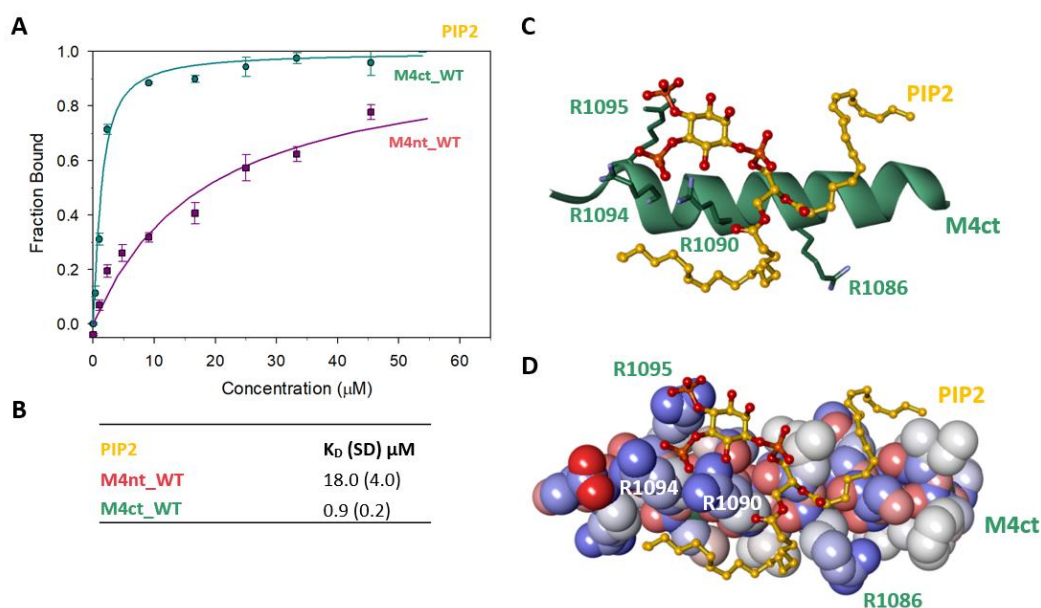 A
PIP2
1.0
0.8
0.6
0.4
0.2
0.0
Fraction Bound
M4ct_WT
M4nt_WT
0
10
20
30
40
50
60
Concentration (μM)
B
PIP2 K_D (SD) μM
M4nt_WT 18.0 (4.0)
M4ct_WT 0.9 (0.2)
C
R1095
PIP2
R1094
R1090
M4ct
R1086
D
R1095
PIP2
R1094
R1090
M4ct
R1086